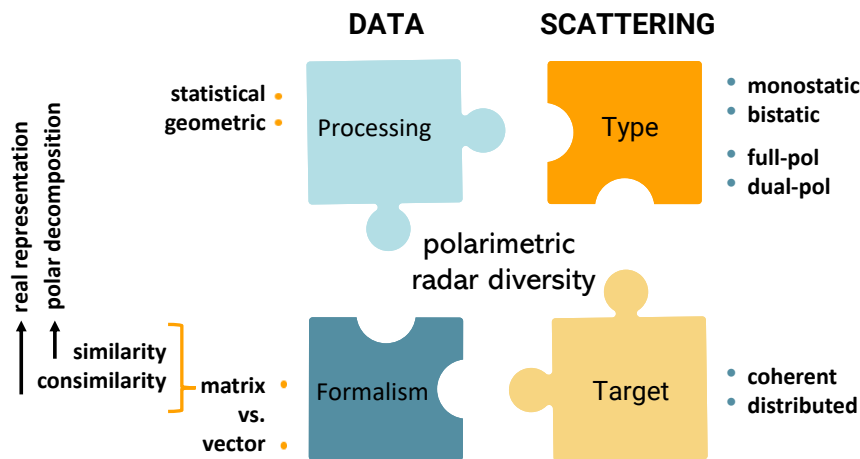 DATA
SCATTERING
statistical
geometric
Processing
Type
monostatic
bistatic
full-pol
dual-pol
real representation
polar decomposition
polarimetric
radar diversity
similarity
consimilarity
matrix
vs.
vector
Formalism
Target
coherent
distributed